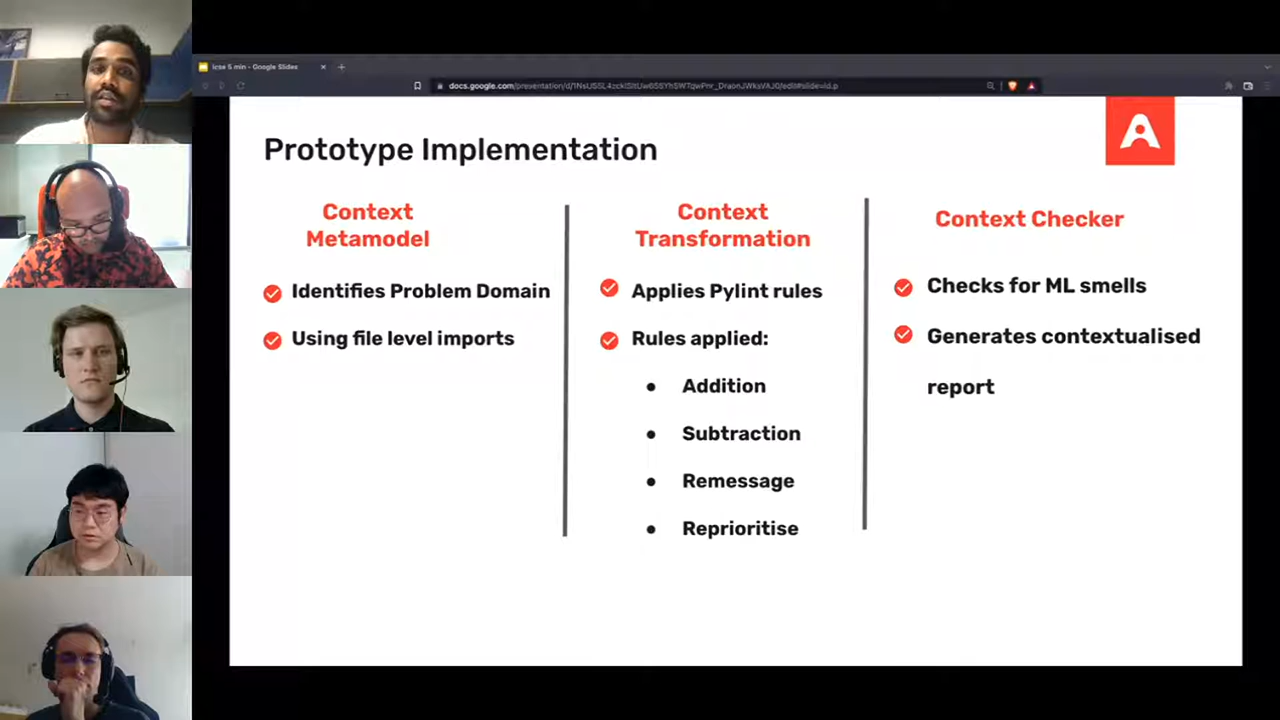 icse 5 min - Google Slides
Prototype Implementation
Context
Metamodel
Identifies Problem Domain
Using file level imports
Context
Transformation
Applies Pylint rules
Rules applied:
Addition
Subtraction
Remessage
Reprioritise
Context Checker
Checks for ML smells
Generates contextualised
report